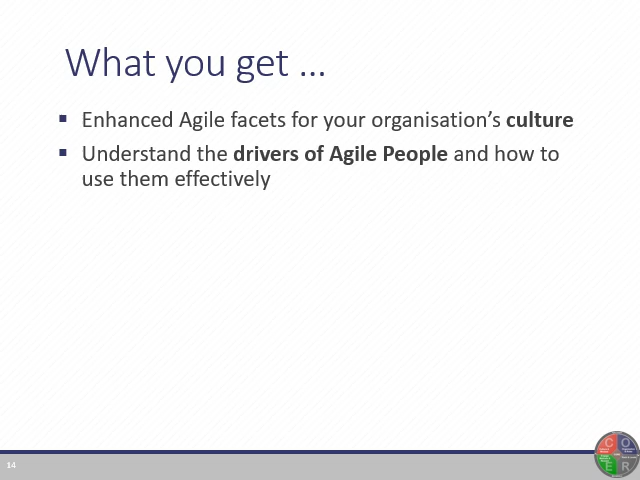 What you get …
▪ Enhanced Agile facets for your organisation’s culture
▪ Understand the drivers of Agile People and how to
use them effectively
14
C O
E R